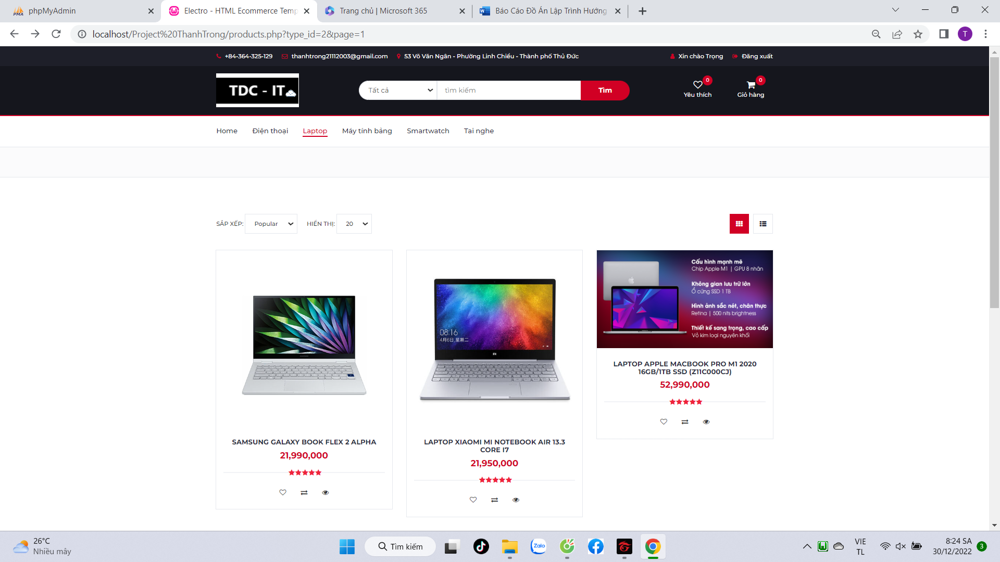 phpMyAdmin
Electro - HTML Ecommerce Temp
Trang chủ | Microsoft 365
Báo Cáo Đồ Án Lập Trình Hướng
localhost/Project%20ThanhTrong/products.php?type_id=2&page=1
T
+84-364-325-129
thanhtrong21112003@gmail.com
53 Võ Văn Ngân - Phường Linh Chiểu - Thành phố Thủ Đức
Xin chào Trọng
Đăng xuất
TDC - IT
Tất cả
tìm kiếm
Tìm
0
Yêu thích
0
Giỏ hàng
Home
Điện thoại
Laptop
Máy tính bảng
Smartwatch
Tai nghe
SẮP XẾP:
Popular
HIỂN THỊ:
20
08:16
4月6日,星期二
Cấu hình mạnh mẽ
Chip Apple M1 | GPU 8 nhân
Không gian lưu trữ lớn
Ổ cứng SSD 1 TB
Hình ảnh sắc nét, chân thực
Retina | 500 nits brightness
Thiết kế sang trọng, cao cấp
Vỏ kim loại nguyên khối
SAMSUNG GALAXY BOOK FLEX 2 ALPHA
21,990,000
LAPTOP XIAOMI MI NOTEBOOK AIR 13.3
CORE I7
21,950,000
LAPTOP APPLE MACBOOK PRO M1 2020
16GB/1TB SSD (Z11C000CJ)
52,990,000
26°C
Nhiều mây
Tìm kiếm
Zalo
VIE
TL
8:24 SA
30/12/2022
3